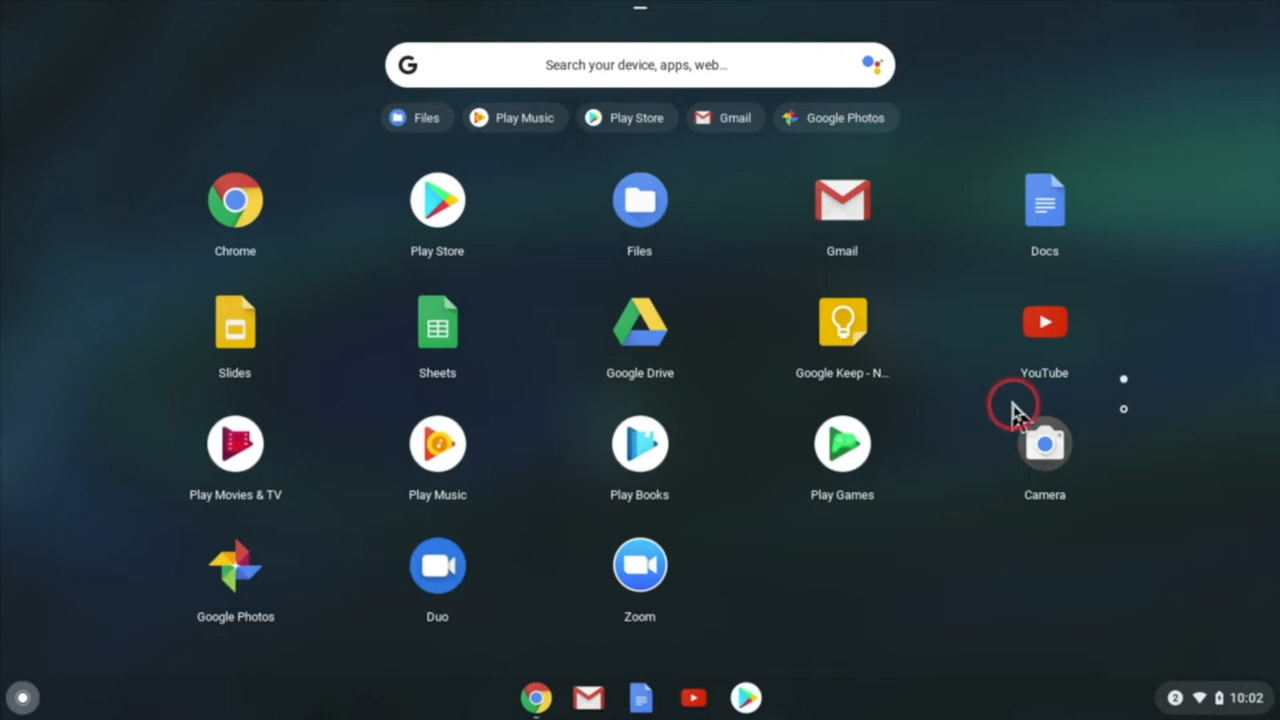 Search your device, apps, web...
Files Play Music Play Store Gmail Google Photos
Chrome Play Store Files Gmail Docs
Slides Sheets Google Drive Google Keep - N... YouTube
Play Movies & TV Play Music Play Books Play Games Camera
Google Photos Duo Zoom
2 10:02